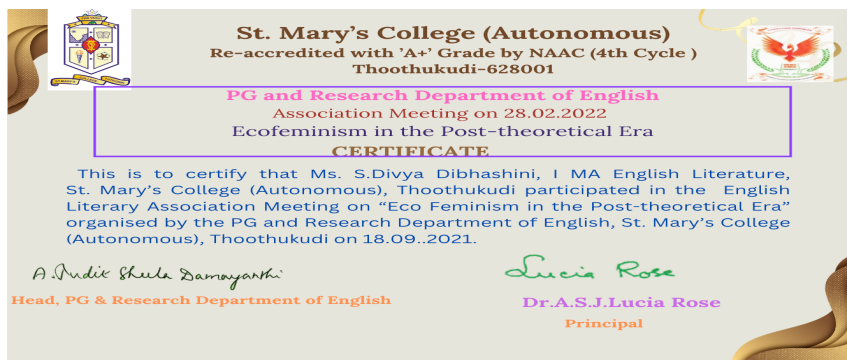 St. Mary's College (Autonomous)
Re-accredited with 'A+' Grade by NAAC (4th Cycle )
Thoothukudi-628001
PG and Research Department of English
Association Meeting on 28.02.2022
Ecofeminism in the Post-theoretical Era
CERTIFICATE
This is to certify that Ms. S.Divya Dibhashini, I MA English Literature,
St. Mary's College (Autonomous), Thoothukudi participated in the English
Literary Association Meeting on “Eco Feminism in the Post-theoretical Era”
organised by the PG and Research Department of English, St. Mary's College
(Autonomous), Thoothukudi on 18.09..2021.
A. Judit Sheela Damayanthi
Lucia Rose
Head, PG & Research Department of English
Dr.A.S.J.Lucia Rose
Principal